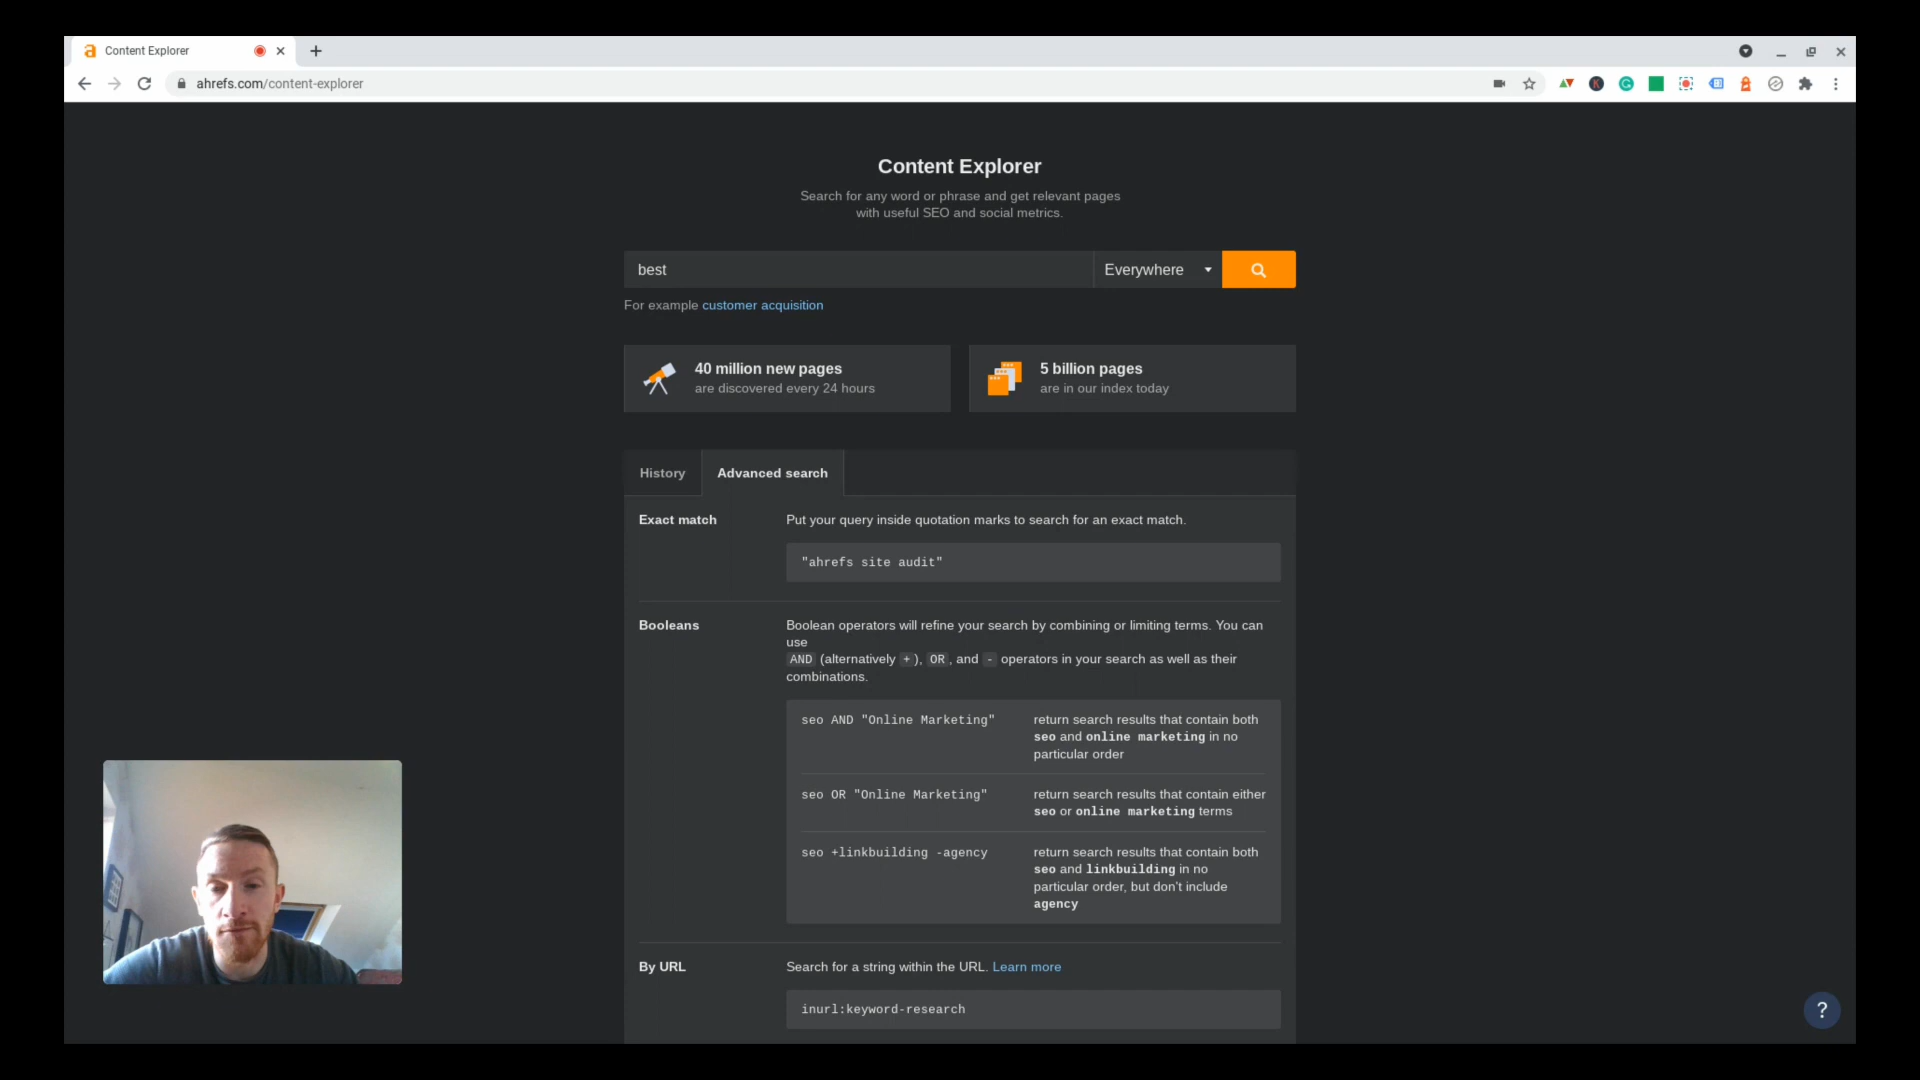 Content Explorer
ahrefs.com/content-explorer
Content Explorer
Search for any word or phrase and get relevant pages
with useful SEO and social metrics.
best
Everywhere
For example customer acquisition
40 million new pages
are discovered every 24 hours
5 billion pages
are in our index today
History
Advanced search
Exact match
Put your query inside quotation marks to search for an exact match.
"ahrefs site audit"
Booleans
Boolean operators will refine your search by combining or limiting terms. You can
use
AND (alternatively +), OR, and - operators in your search as well as their
combinations.
seo AND "Online Marketing"
return search results that contain both
seo and online marketing in no
particular order
seo OR "Online Marketing"
return search results that contain either
seo or online marketing terms
seo +linkbuilding -agency
return search results that contain both
seo and linkbuilding in no
particular order, but don't include
agency
By URL
Search for a string within the URL. Learn more
inurl:keyword-research
?